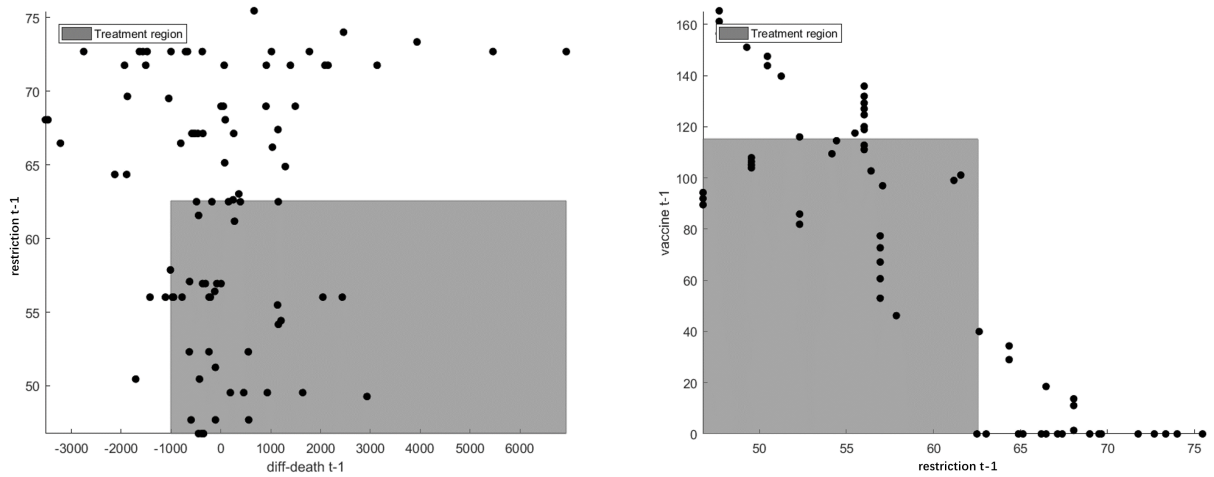 75
70
65
60
55
50
restriction t-1
Treatment region
-3000 -2000 -1000 0 1000 2000 3000 4000 5000 6000
diff-death t-1
160
140
120
100
80
60
40
20
0
vaccine t-1
Treatment region
50 55 60 65 70 75
restriction t-1